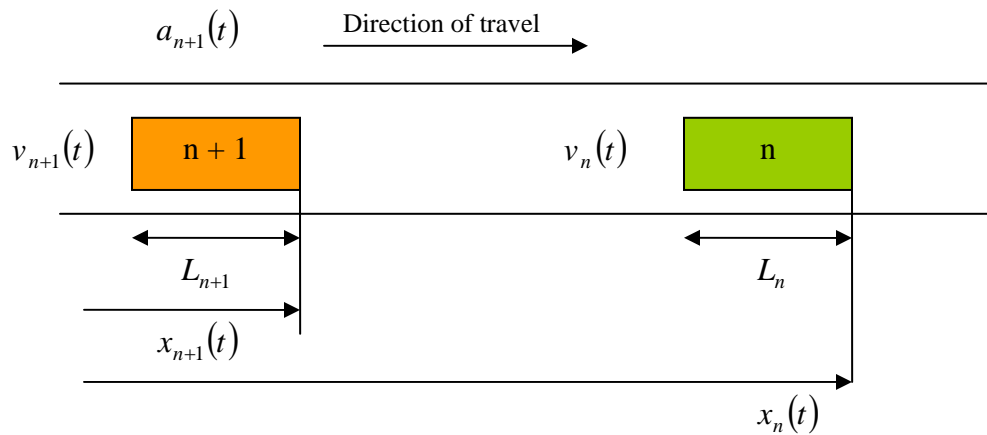 a_{n+1}(t) Direction of travel
v_{n+1}(t) n + 1 v_n(t) n
L_{n+1} L_n
x_{n+1}(t)
x_n(t)